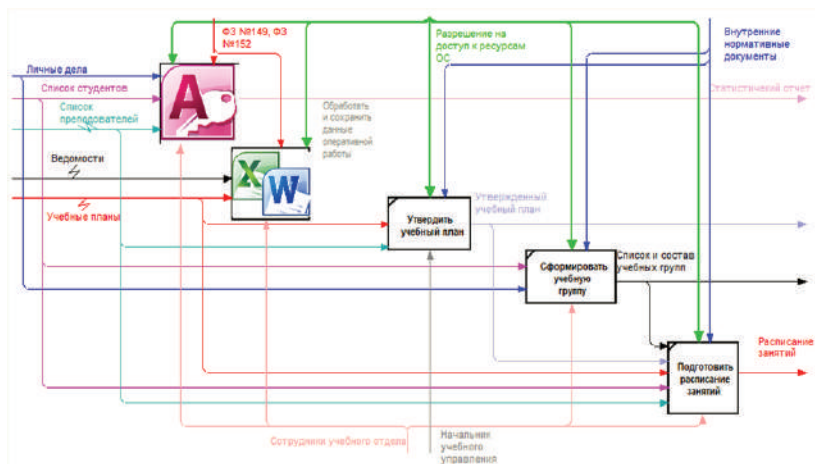 ФЗ №149, ФЗ
№152
Разрешение на
доступ к ресурсам
ОС
Внутренние
нормативные
документы
Личные дела
Список студентов
Список
преподавателей
A
Обработать
и сохранить
данные
оперативной
работы
Статистический отчет
Ведомости
X
W
Учебные планы
Утвердить
учебный план
Утвержденный
учебный план
Сформировать
учебную
группу
Список и состав
учебных групп
Подготовить
расписание
занятий
Расписание
занятий
Сотрудники учебного отдела
Начальник
учебного
управления